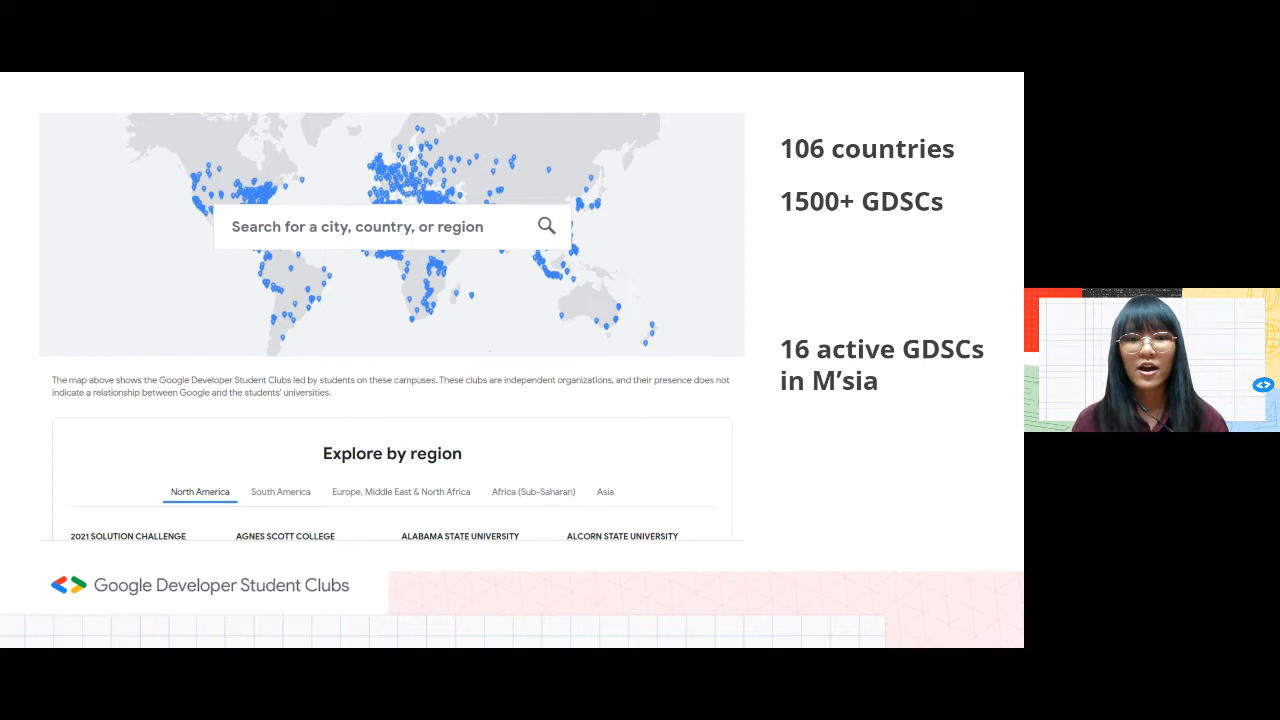 106 countries
1500+ GDSCs
Search for a city, country, or region
16 active GDSCs
in M'sia
The map above shows the Google Developer Student Clubs led by students on these campuses. These clubs are independent organizations, and their presence does not
indicate a relationship between Google and the students' universities.
Explore by region
North America South America Europe, Middle East & North Africa Africa (Sub-Saharan) Asia
2021 SOLUTION CHALLENGE AGNES SCOTT COLLEGE ALABAMA STATE UNIVERSITY ALCORN STATE UNIVERSITY
Google Developer Student Clubs